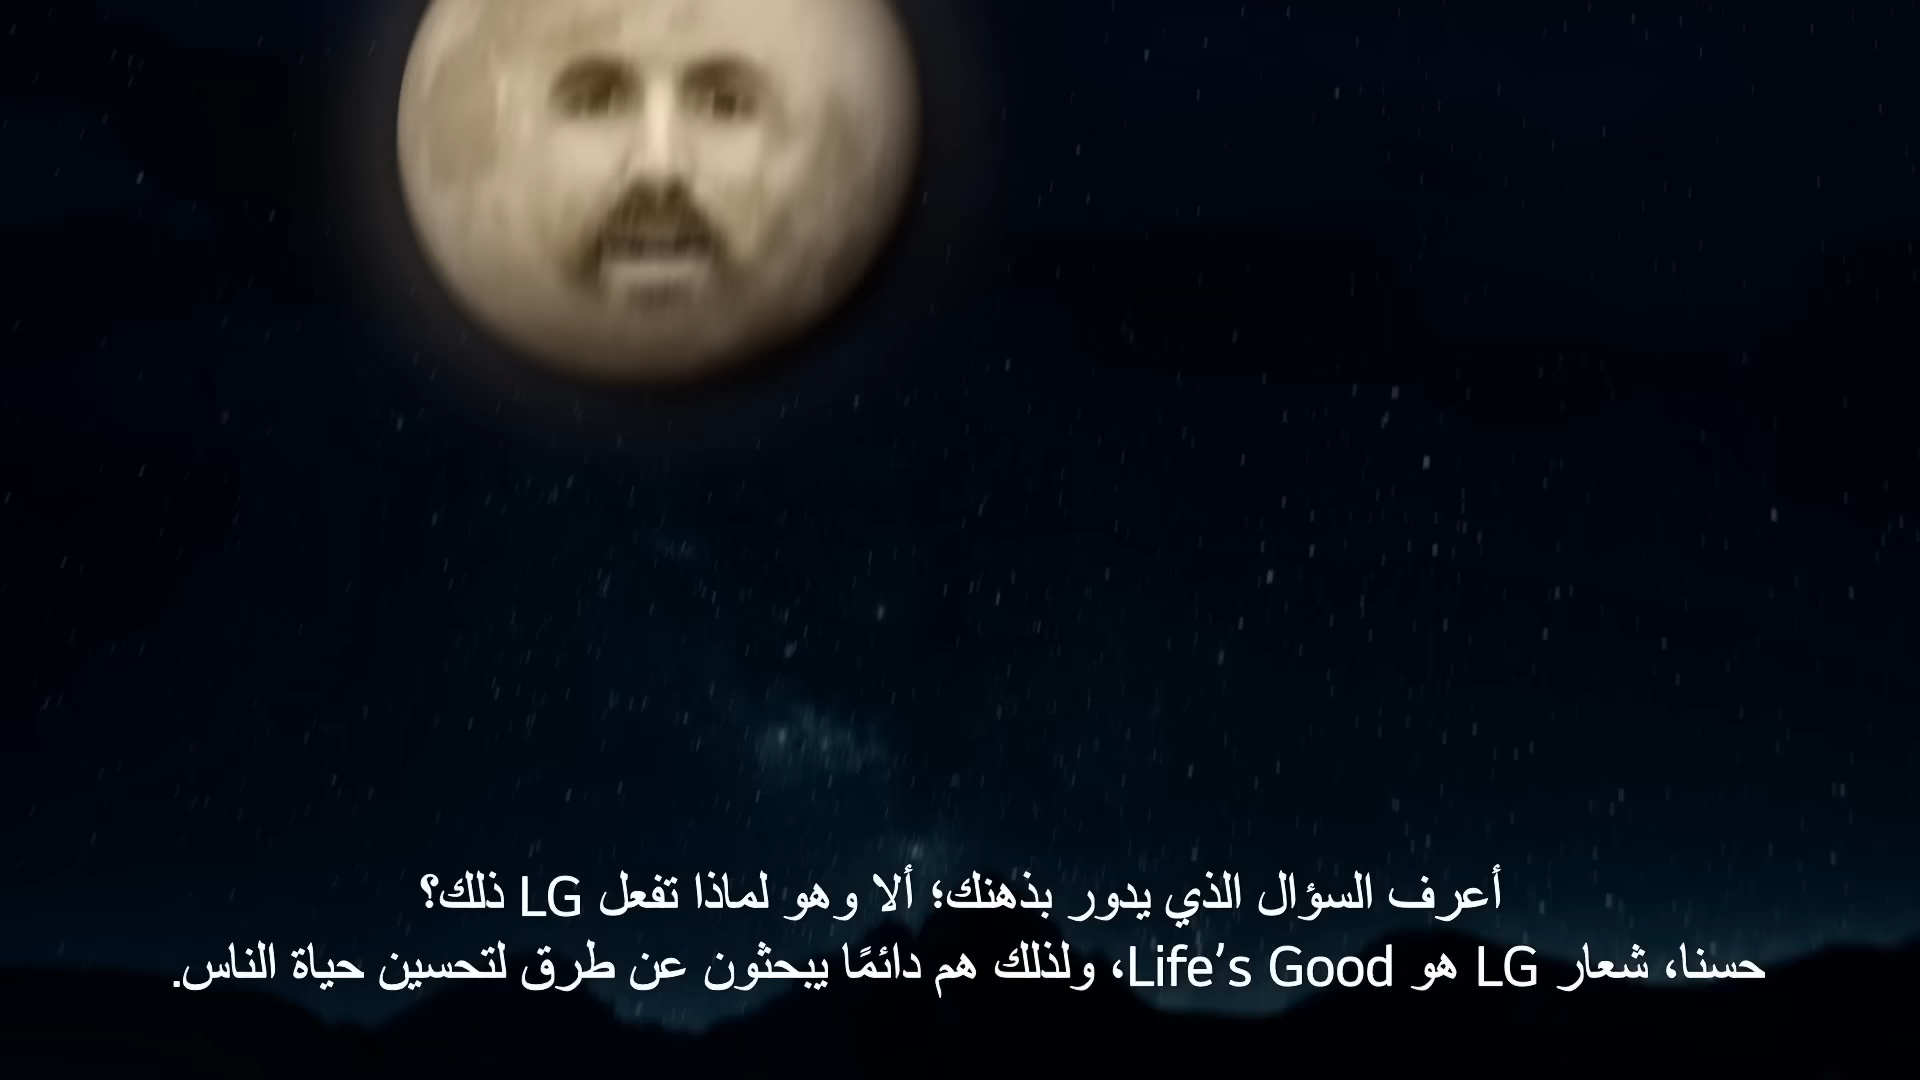 أعرف السؤال الذي يدور بذهنك؛ ألا وهو لماذا تفعل LG ذلك؟
حسنا، شعار LG هو Life’s Good، ولذلك هم دائمًا يبحثون عن طرق لتحسين حياة الناس.